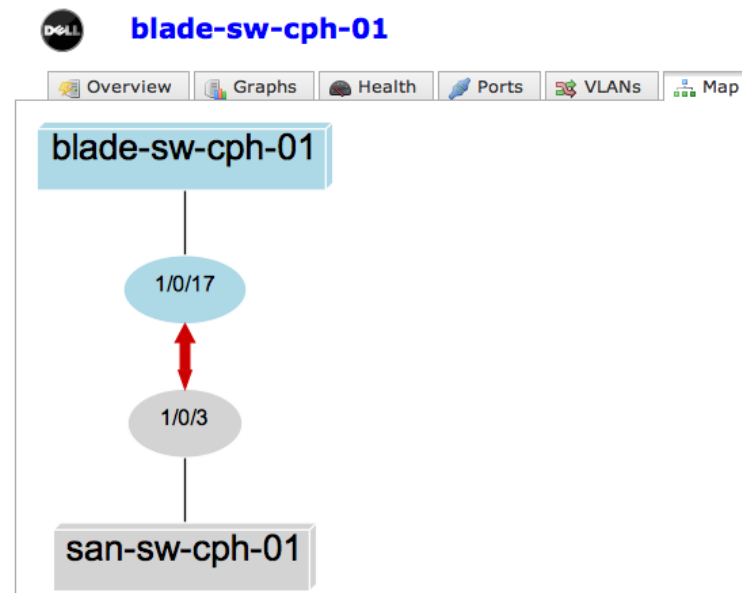 DELL blade-sw-cph-01
Overview Graphs Health Ports VLANs Map
blade-sw-cph-01
1/0/17
1/0/3
san-sw-cph-01